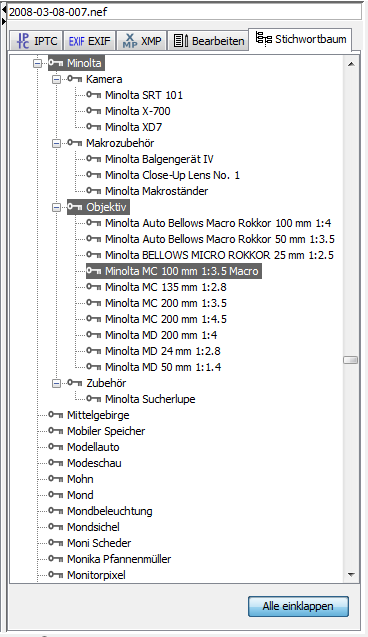 2008-03-08-007.nef
IPTC EXIF EXIF XMP XMP Bearbeiten Stichwortbaum
Minolta
Kamera
Minolta SRT 101
Minolta X-700
Minolta XD7
Makrozubehör
Minolta Balgengerät IV
Minolta Close-Up Lens No. 1
Minolta Makroständer
Objektiv
Minolta Auto Bellows Macro Rokkor 100 mm 1:4
Minolta Auto Bellows Macro Rokkor 50 mm 1:3.5
Minolta BELLOWS MICRO ROKKOR 25 mm 1:2.5
Minolta MC 100 mm 1:3.5 Macro
Minolta MC 135 mm 1:2.8
Minolta MC 200 mm 1:3.5
Minolta MC 200 mm 1:4.5
Minolta MD 200 mm 1:4
Minolta MD 24 mm 1:2.8
Minolta MD 50 mm 1:1.4
Zubehör
Minolta Sucherlupe
Mittelgebirge
Mobiler Speicher
Modellauto
Modeschau
Mohn
Mond
Mondbeleuchtung
Mondsichel
Moni Scheder
Monika Pfannenmüller
Monitorpixel
Alle einklappen